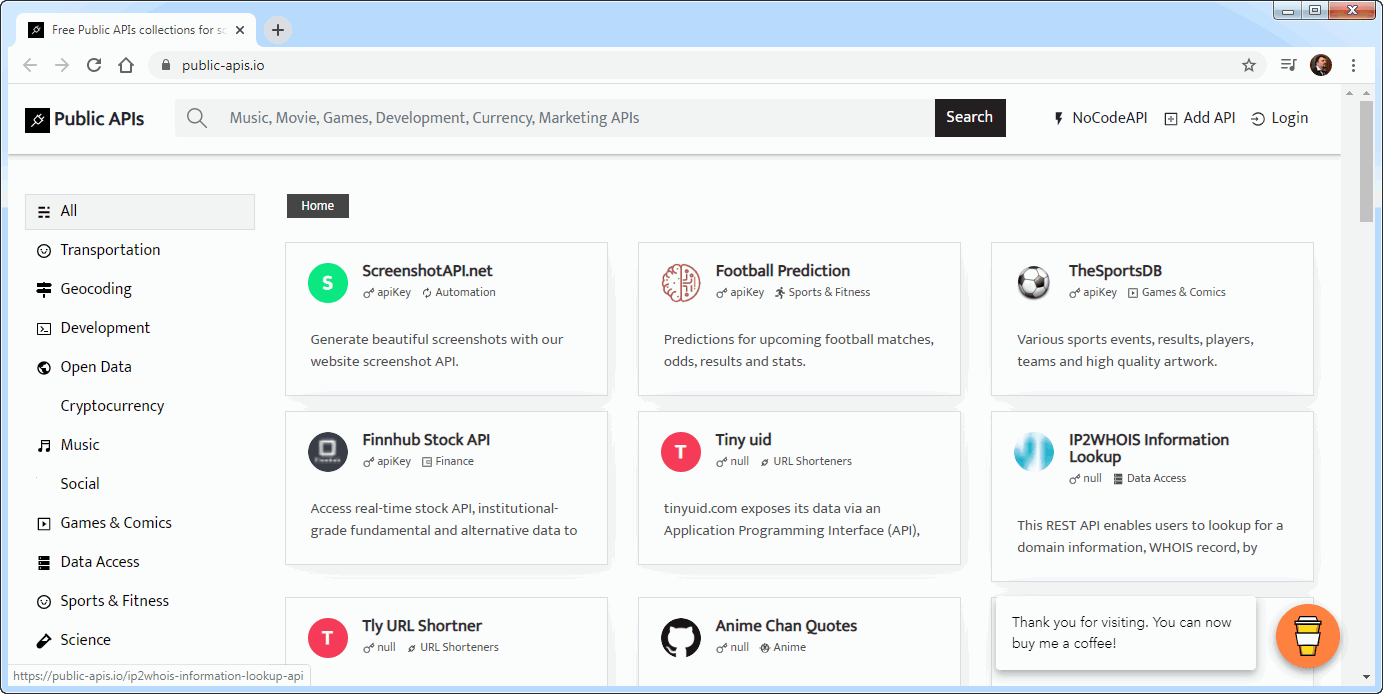 Free Public APIs collections for sc
public-apis.io
Public APIs
Music, Movie, Games, Development, Currency, Marketing APIs
Search
NoCodeAPI
Add API
Login
All
Transportation
Geocoding
Development
Open Data
Cryptocurrency
Music
Social
Games & Comics
Data Access
Sports & Fitness
Science
Home
S
ScreenshotAPI.net
apiKey Automation
Generate beautiful screenshots with our
website screenshot API.
Football Prediction
apiKey Sports & Fitness
Predictions for upcoming football matches,
odds, results and stats.
TheSportsDB
apiKey Games & Comics
Various sports events, results, players,
teams and high quality artwork.
Finnhub Stock API
apiKey Finance
Access real-time stock API, institutional-
grade fundamental and alternative data to
T
Tiny uid
null URL Shorteners
tinyuid.com exposes its data via an
Application Programming Interface (API),
IP2WHOIS Information
Lookup
null Data Access
This REST API enables users to lookup for a
domain information, WHOIS record, by
T
Tly URL Shortner
null URL Shorteners
Anime Chan Quotes
null Anime
Thank you for visiting. You can now
buy me a coffee!
https://public-apis.io/ip2whois-information-lookup-api